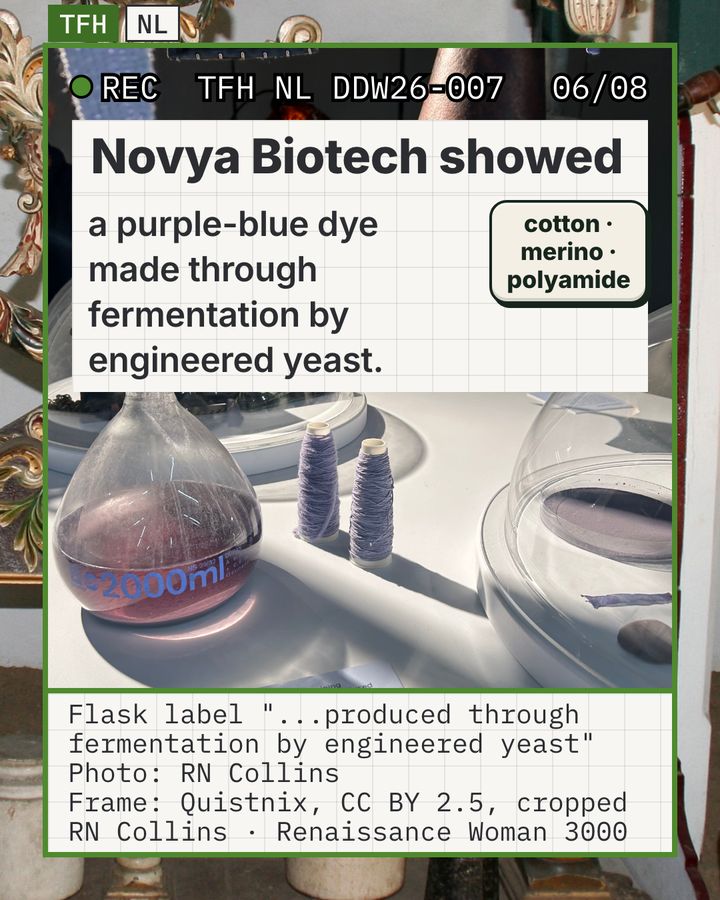 TFH NL
REC TFH NL DDW26-007 06/08
Novya Biotech showed
a purple-blue dye
made through
fermentation by
engineered yeast.
cotton ·
merino ·
polyamide
2000ml
Flask label "...produced through
fermentation by engineered yeast"
Photo: RN Collins
Frame: Quistnix, CC BY 2.5, cropped
RN Collins · Renaissance Woman 3000